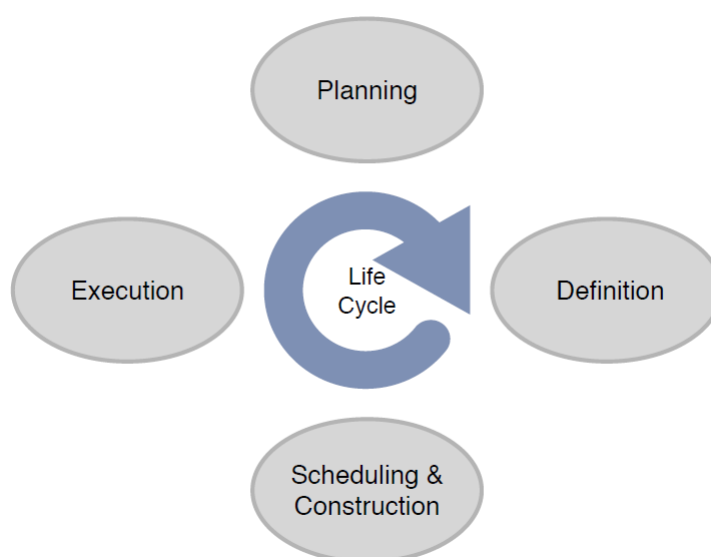 Planning
Execution
Life
Cycle
Definition
Scheduling &
Construction